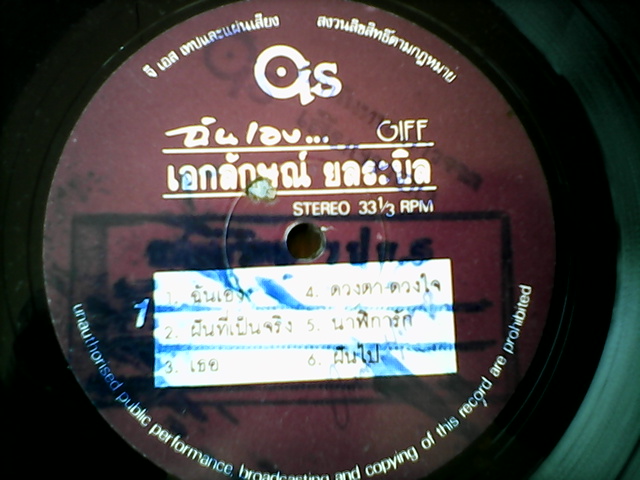 จี เอส เทปและแผ่นเสียง
สงวนลิขสิทธิ์ตามกฎหมาย
Gis
ฉันเอง... GIFF
เอกลักษณ์ ยลระบิล
STEREO 33 1/3 RPM
1
1. ฉันเอง 4. ดวงตา-ดวงใจ
2. ฝันที่เป็นจริง 5. นาฬิการัก
3. เธอ 6. ฝันไป
unauthorised public performance, broadcasting and copying of this record are prohibited